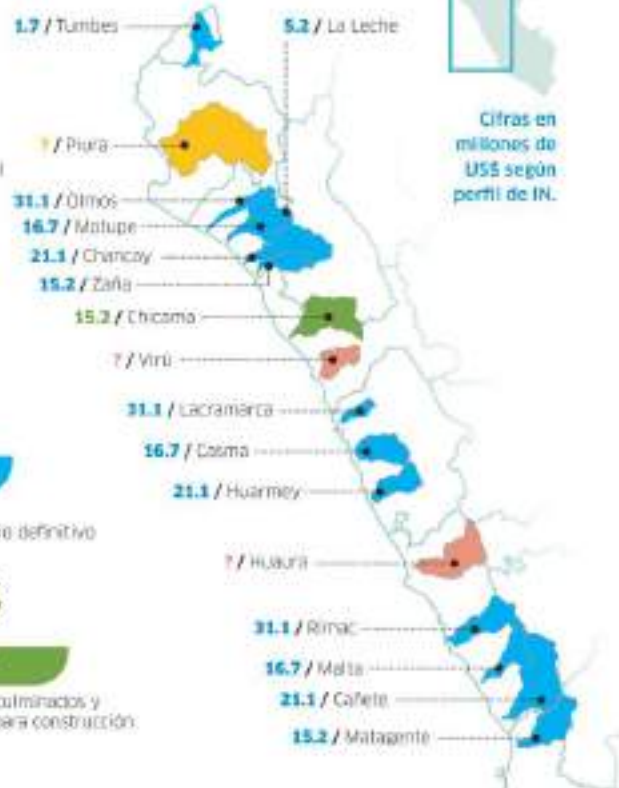 1.7 / Tumbes
5.2 / La Leche
Cifras en
millones de
US$ según
perfil de IN.
? / Piura
31.1 / Olmos
16.7 / Motupe
21.1 / Chancay
15.2 / Zaña
15.2 / Chicama
? / Virú
31.1 / Lacramarca
16.7 / Casma
21.1 / Huarmey
definitivo
? / Huaura
31.1 / Rímac
16.7 / Malta
21.1 / Cañete
culminados y
para construcción
15.2 / Matagente